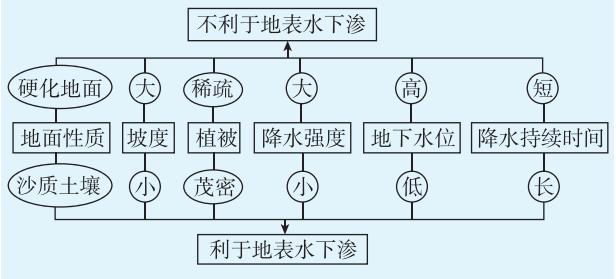 不利于地表水下渗
硬化地面 大 稀疏 大 高 短
地面性质 坡度 植被 降水强度 地下水位 降水持续时间
沙质土壤 小 茂密 小 低 长
利于地表水下渗